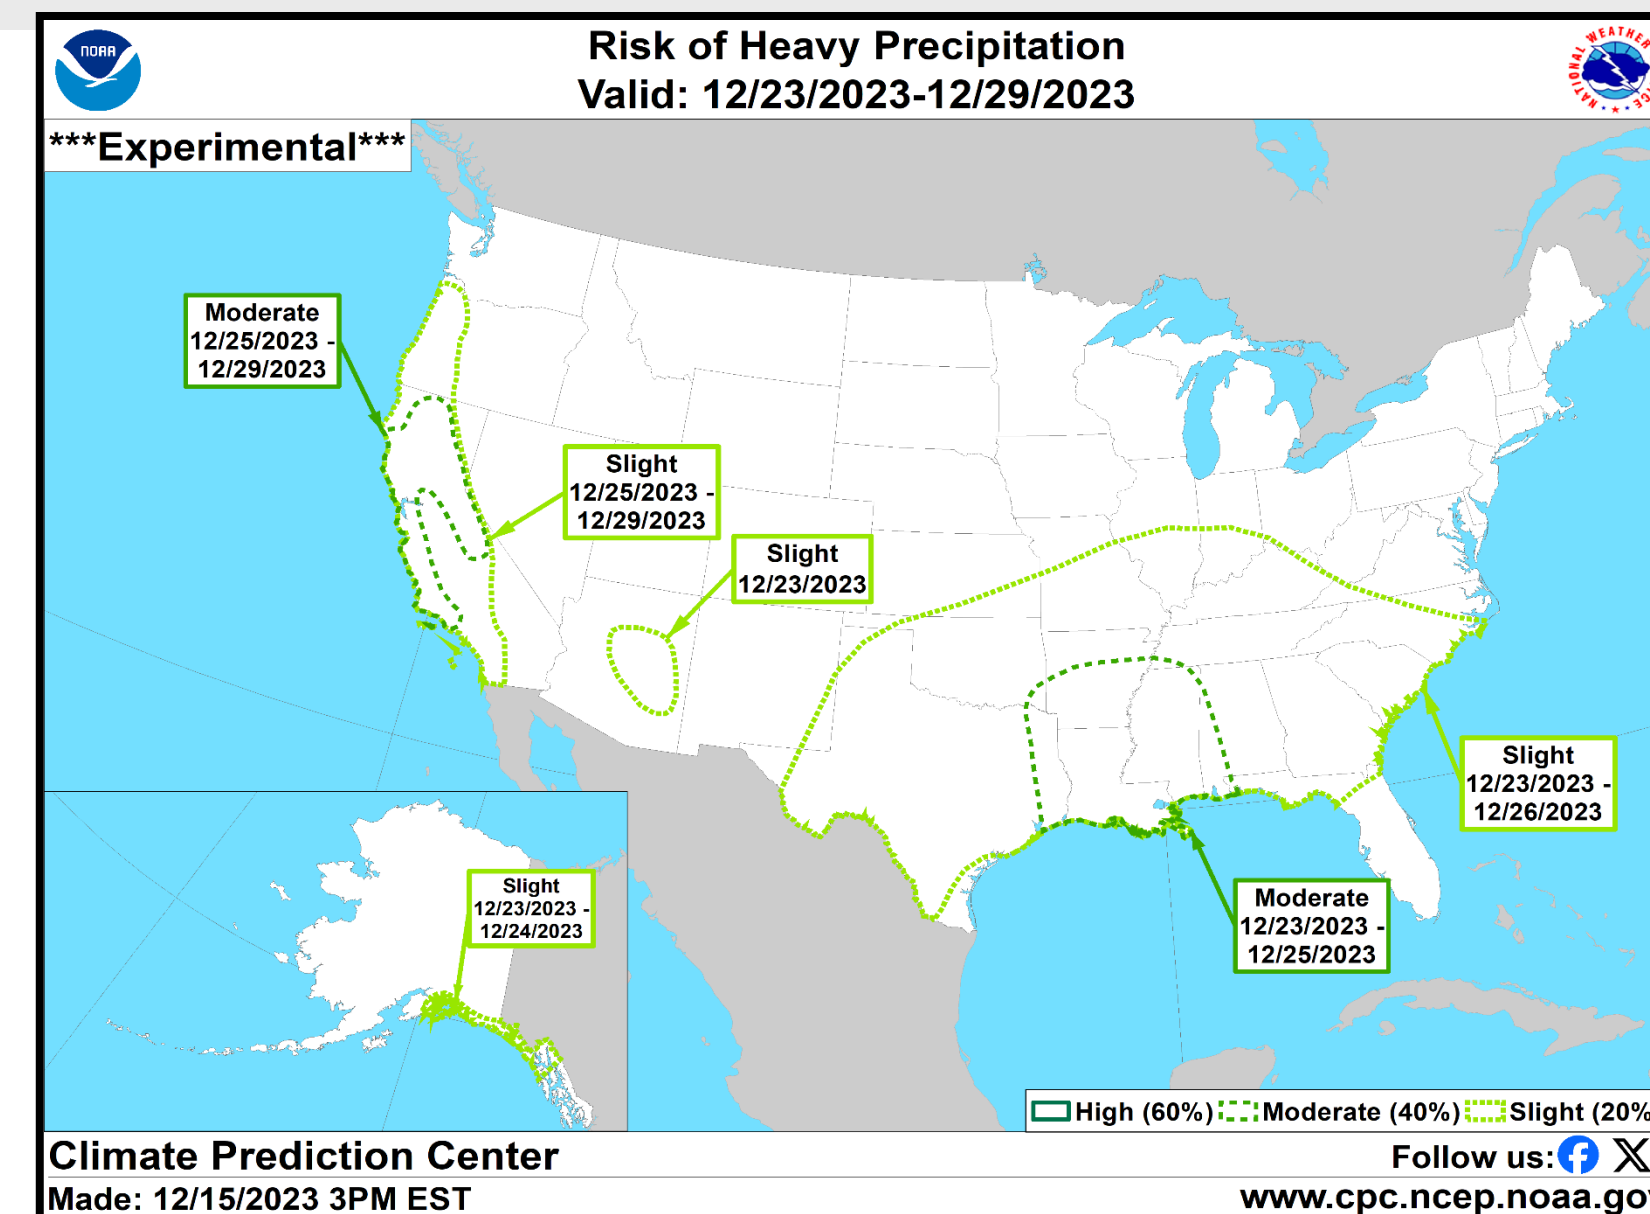 NOAA
Risk of Heavy Precipitation
Valid: 12/23/2023-12/29/2023
NATIONAL WEATHER
***Experimental***
Moderate
12/25/2023 -
12/29/2023
Slight
12/25/2023 -
12/29/2023
Slight
12/23/2023
Slight
12/23/2023 -
12/26/2023
Moderate
12/23/2023 -
12/25/2023
Slight
12/23/2023 -
12/24/2023
High (60%) Moderate (40%) Slight (20%
Climate Prediction Center
Follow us:
Made: 12/15/2023 3PM EST
www.cpc.ncep.noaa.gov